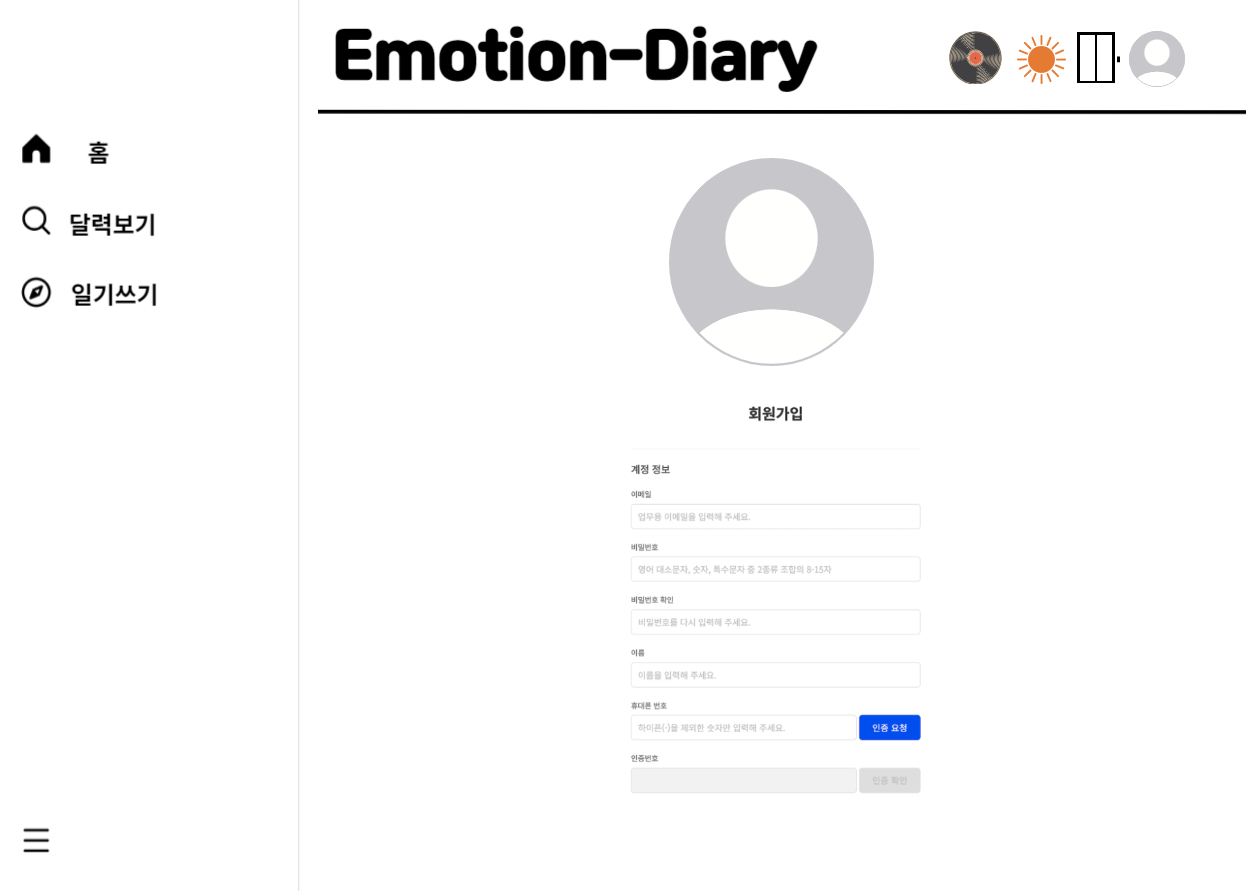 Emotion-Diary
홈
달력보기
일기쓰기
회원가입
계정 정보
이메일
업무용 이메일을 입력해 주세요.
비밀번호
영어 대소문자, 숫자, 특수문자 중 2종류 조합의 8-15자
비밀번호 확인
비밀번호를 다시 입력해 주세요.
이름
이름을 입력해 주세요.
휴대폰 번호
하이픈(-)을 제외한 숫자만 입력해 주세요.
인증 요청
인증번호
인증 확인